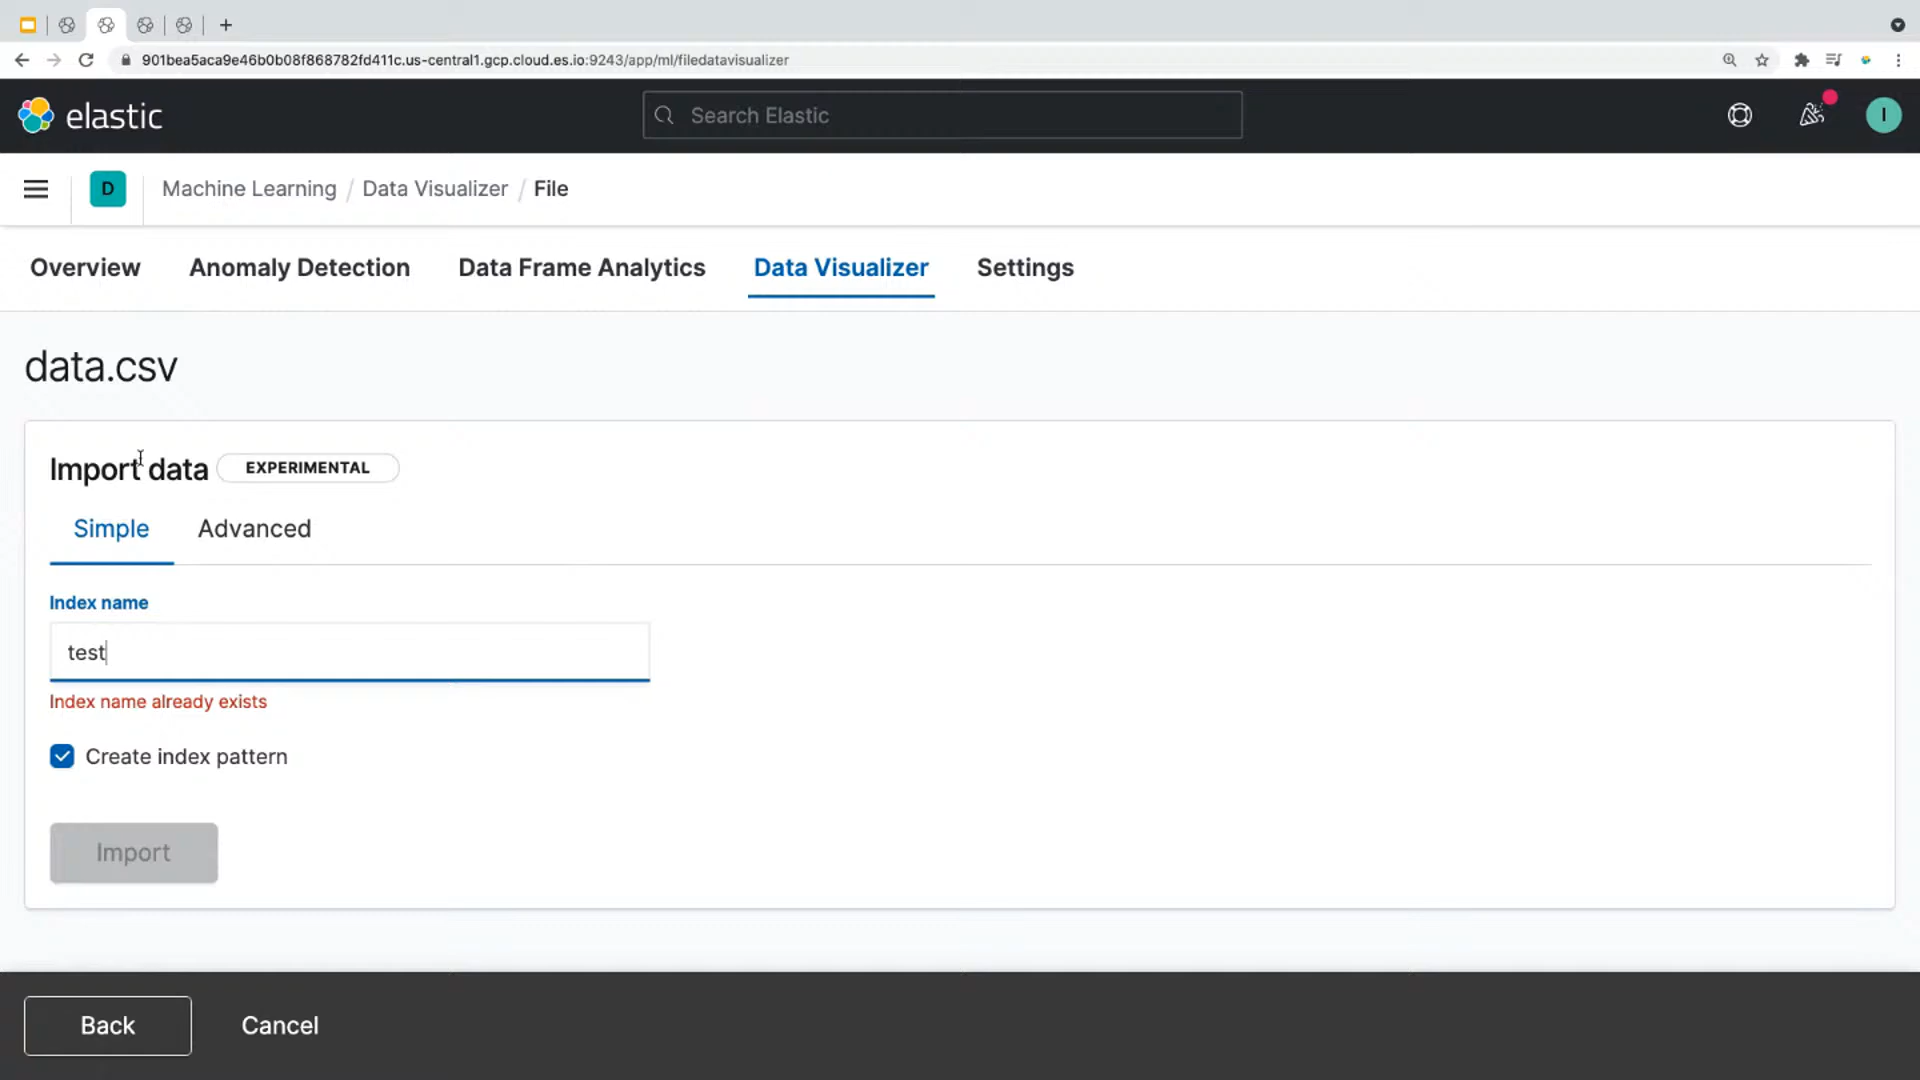 901bea5aca9e46b0b08f868782fd411c.us-central1.gcp.cloud.es.io:9243/app/ml/filedatavisualizer
elastic
Search Elastic
I
D
Machine Learning / Data Visualizer / File
Overview
Anomaly Detection
Data Frame Analytics
Data Visualizer
Settings
data.csv
Import data
EXPERIMENTAL
Simple
Advanced
Index name
test
Index name already exists
Create index pattern
Import
Back
Cancel